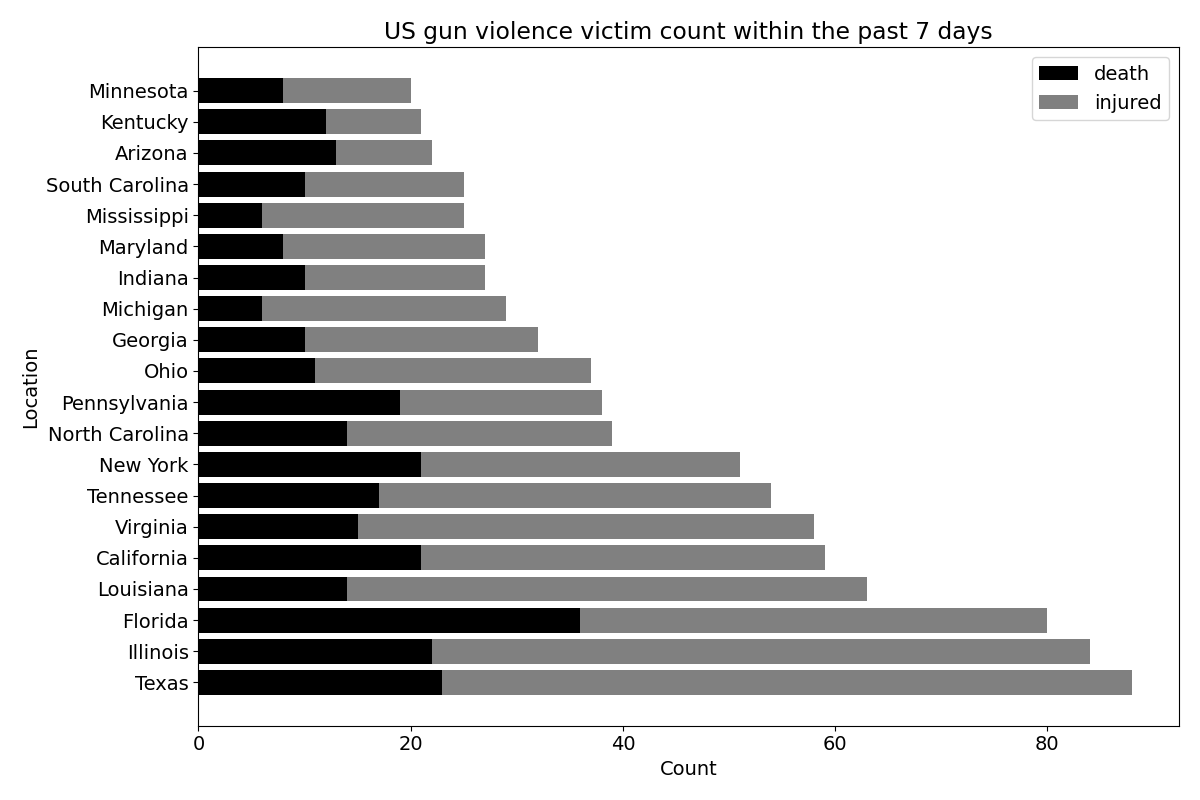 US gun violence victim count within the past 7 days
death
injured
Minnesota
Kentucky
Arizona
South Carolina
Mississippi
Maryland
Indiana
Michigan
Georgia
Ohio
Pennsylvania
North Carolina
New York
Tennessee
Virginia
California
Louisiana
Florida
Illinois
Texas
Location
0 20 40 60 80
Count